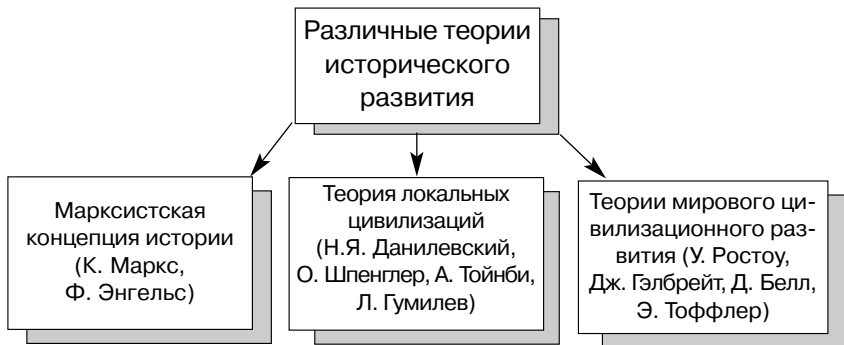 Различные теории
исторического
развития
Марксистская
концепция истории
(К. Маркс,
Ф. Энгельс)
Теория локальных
цивилизаций
(Н.Я. Данилевский,
О. Шпенглер, А. Тойнби,
Л. Гумилев)
Теории мирового ци-
вилизационного раз-
вития (У. Ростоу,
Дж. Гэлбрейт, Д. Белл,
Э. Тоффлер)